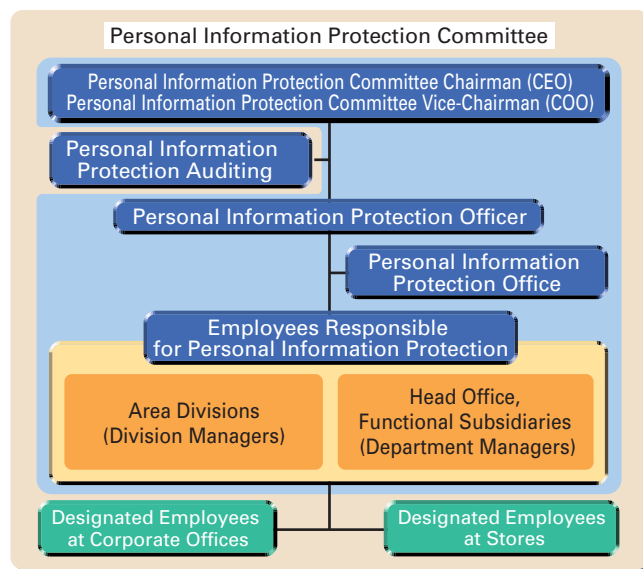 Personal Information Protection Committee
Personal Information Protection Committee Chairman (CEO)
Personal Information Protection Committee Vice-Chairman (COO)
Personal Information
Protection Auditing
Personal Information Protection Officer
Personal Information
Protection Office
Employees Responsible
for Personal Information Protection
Area Divisions
(Division Managers)
Head Office,
Functional Subsidiaries
(Department Managers)
Designated Employees
at Corporate Offices
Designated Employees
at Stores